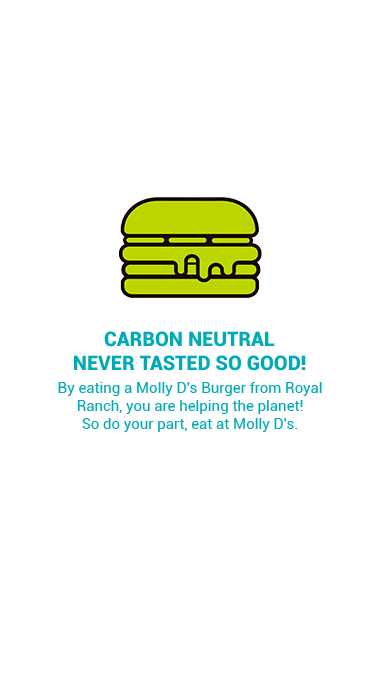 CARBON NEUTRAL
NEVER TASTED SO GOOD!
By eating a Molly D's Burger from Royal
Ranch, you are helping the planet!
So do your part, eat at Molly D's.